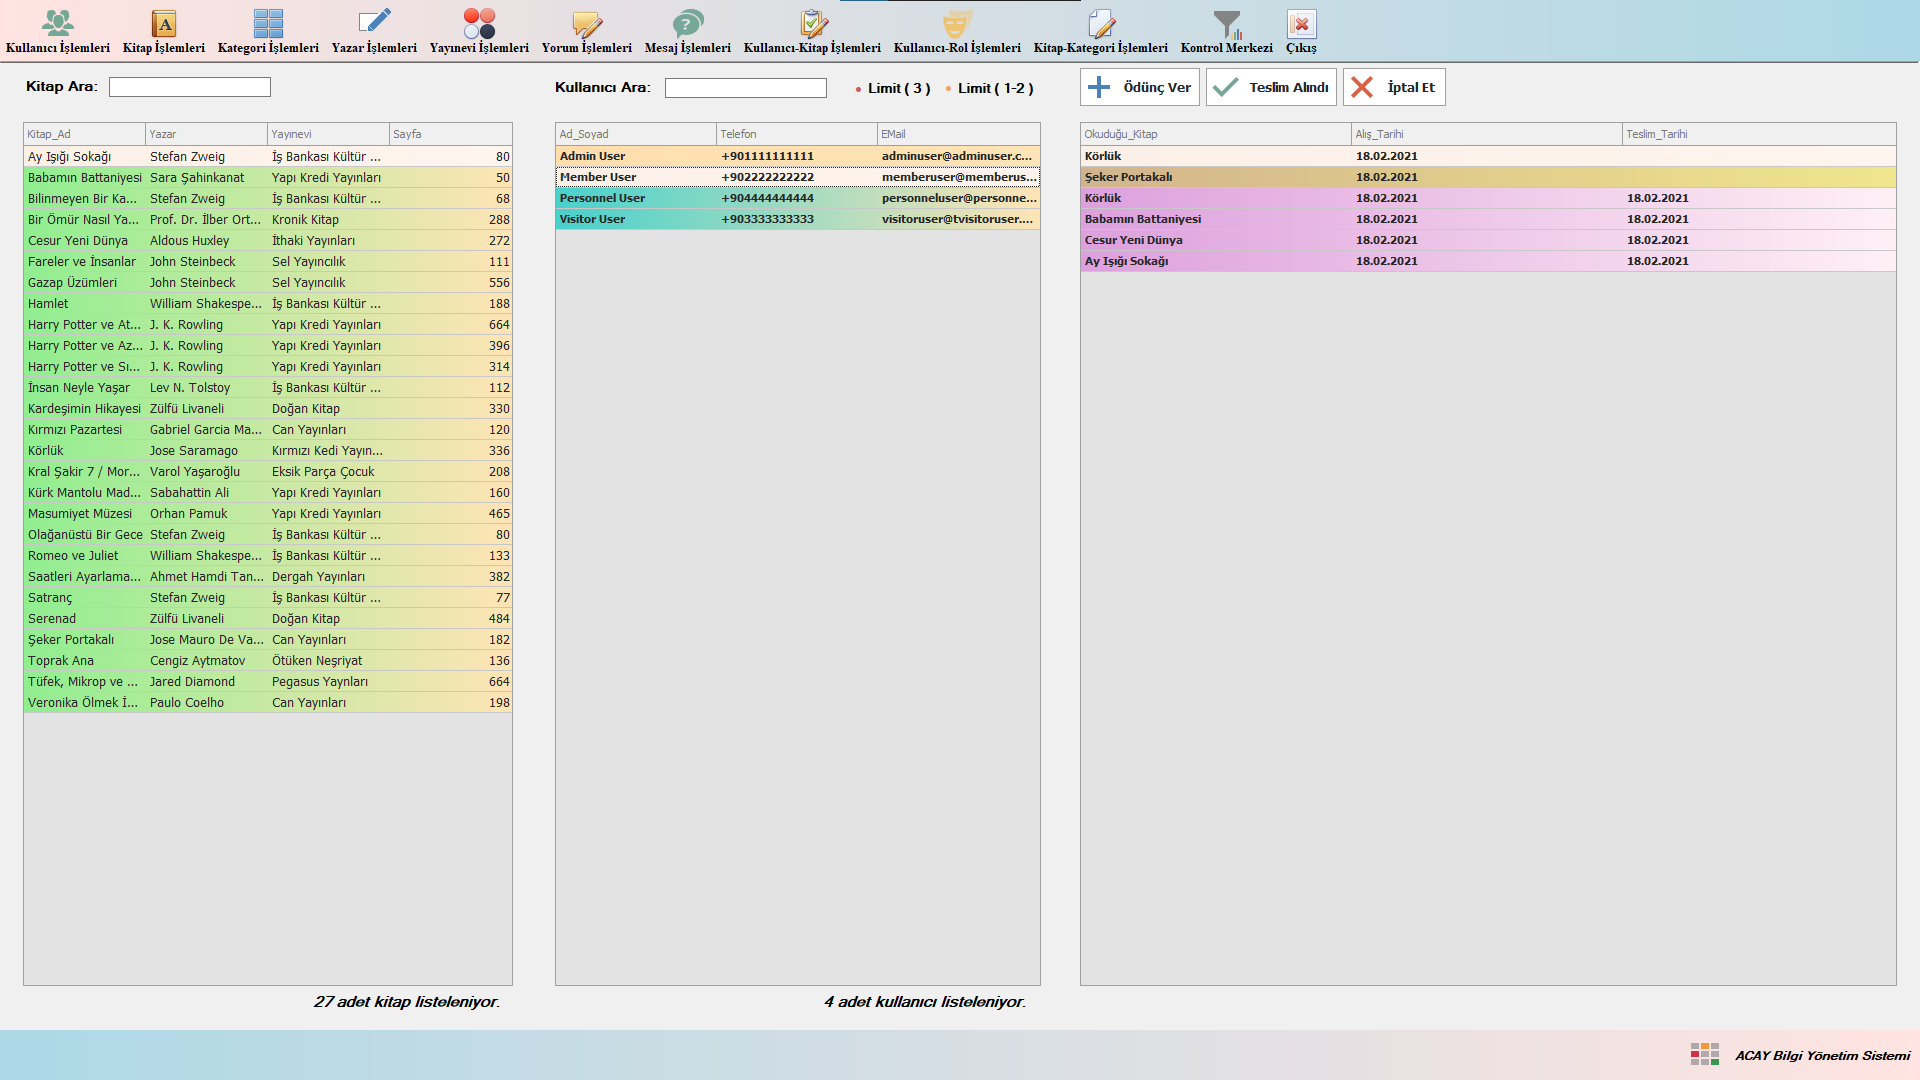 Kullanıcı İşlemleri Kitap İşlemleri Kategori İşlemleri Yazar İşlemleri Yayınevi İşlemleri Yorum İşlemleri Mesaj İşlemleri Kullanıcı-Kitap İşlemleri Kullanıcı-Rol İşlemleri Kitap-Kategori İşlemleri Kontrol Merkezi Çıkış
Kitap Ara:
Kitap_Ad Yazar Yayınevi Sayfa
Ay Işığı Sokağı Stefan Zweig İş Bankası Kültür ... 80
Babamın Battaniyesi Sara Şahinkanat Yapı Kredi Yayınları 50
Bilinmeyen Bir Ka... Stefan Zweig İş Bankası Kültür ... 68
Bir Ömür Nasıl Ya... Prof. Dr. İlber Ort... Kronik Kitap 288
Cesur Yeni Dünya Aldous Huxley İthaki Yayınları 272
Fareler ve İnsanlar John Steinbeck Sel Yayıncılık 111
Gazap Üzümleri John Steinbeck Sel Yayıncılık 556
Hamlet William Shakespe... İş Bankası Kültür ... 188
Harry Potter ve At... J. K. Rowling Yapı Kredi Yayınları 664
Harry Potter ve Az... J. K. Rowling Yapı Kredi Yayınları 396
Harry Potter ve Sı... J. K. Rowling Yapı Kredi Yayınları 314
İnsan Neyle Yaşar Lev N. Tolstoy İş Bankası Kültür ... 112
Kardeşimin Hikayesi Zülfü Livaneli Doğan Kitap 330
Kırmızı Pazartesi Gabriel Garcia Ma... Can Yayınları 120
Körlük Jose Saramago Kırmızı Kedi Yayın... 336
Kral Şakir 7 / Mor... Varol Yaşaroğlu Eksik Parça Çocuk 208
Kürk Mantolu Mad... Sabahattin Ali Yapı Kredi Yayınları 160
Masumiyet Müzesi Orhan Pamuk Yapı Kredi Yayınları 465
Olağanüstü Bir Gece Stefan Zweig İş Bankası Kültür ... 80
Romeo ve Juliet William Shakespe... İş Bankası Kültür ... 133
Saatleri Ayarlama... Ahmet Hamdi Tan... Dergah Yayınları 382
Satranç Stefan Zweig İş Bankası Kültür ... 77
Serenad Zülfü Livaneli Doğan Kitap 484
Şeker Portakalı Jose Mauro De Va... Can Yayınları 182
Toprak Ana Cengiz Aytmatov Ötüken Neşriyat 136
Tüfek, Mikrop ve ... Jared Diamond Pegasus Yaynları 664
Veronika Ölmek İ... Paulo Coelho Can Yayınları 198
27 adet kitap listeleniyor.
Kullanıcı Ara: Limit ( 3 ) Limit ( 1-2 )
Ad_Soyad Telefon EMail
Admin User +901111111111 adminuser@adminuser.c...
Member User +902222222222 memberuser@memberus...
Personnel User +904444444444 personneluser@personne...
Visitor User +903333333333 visitoruser@tvisitoruser....
4 adet kullanıcı listeleniyor.
Ödünç Ver Teslim Alındı İptal Et
Okuduğu_Kitap Alış_Tarihi Teslim_Tarihi
Körlük 18.02.2021
Şeker Portakalı 18.02.2021
Körlük 18.02.2021 18.02.2021
Babamın Battaniyesi 18.02.2021 18.02.2021
Cesur Yeni Dünya 18.02.2021 18.02.2021
Ay Işığı Sokağı 18.02.2021 18.02.2021
ACAY Bilgi Yönetim Sistemi